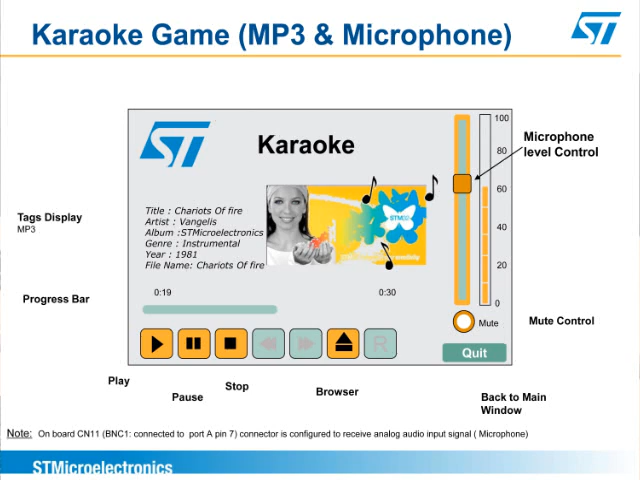 Karaoke Game (MP3 & Microphone)
ST
ST
Karaoke
100
80
60
40
20
0
Microphone
level Control
Title : Chariots Of fire
Artist : Vangelis
Album :STMicroelectronics
Genre : Instrumental
Year : 1981
File Name: Chariots Of fire
Tags Display
MP3
Progress Bar
0:19
0:30
Mute
Mute Control
R
Quit
Play
Pause
Stop
Browser
Back to Main
Window
Note: On board CN11 (BNC1: connected to port A pin 7) connector is configured to receive analog audio input signal ( Microphone)
STMicroelectronics